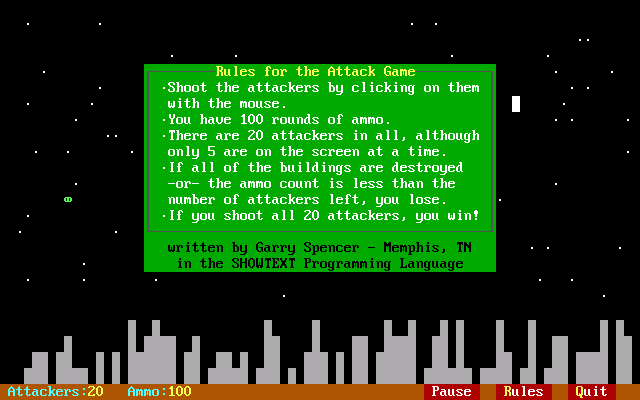 Rules for the Attack Game
·Shoot the attackers by clicking on them
with the mouse.
·You have 100 rounds of ammo.
·There are 20 attackers in all, although
only 5 are on the screen at a time.
·If all of the buildings are destroyed
-or- the ammo count is less than the
number of attackers left, you lose.
·If you shoot all 20 attackers, you win!
written by Garry Spencer - Memphis, TN
in the SHOWTEXT Programming Language
Attackers:20 Ammo:100 Pause Rules Quit